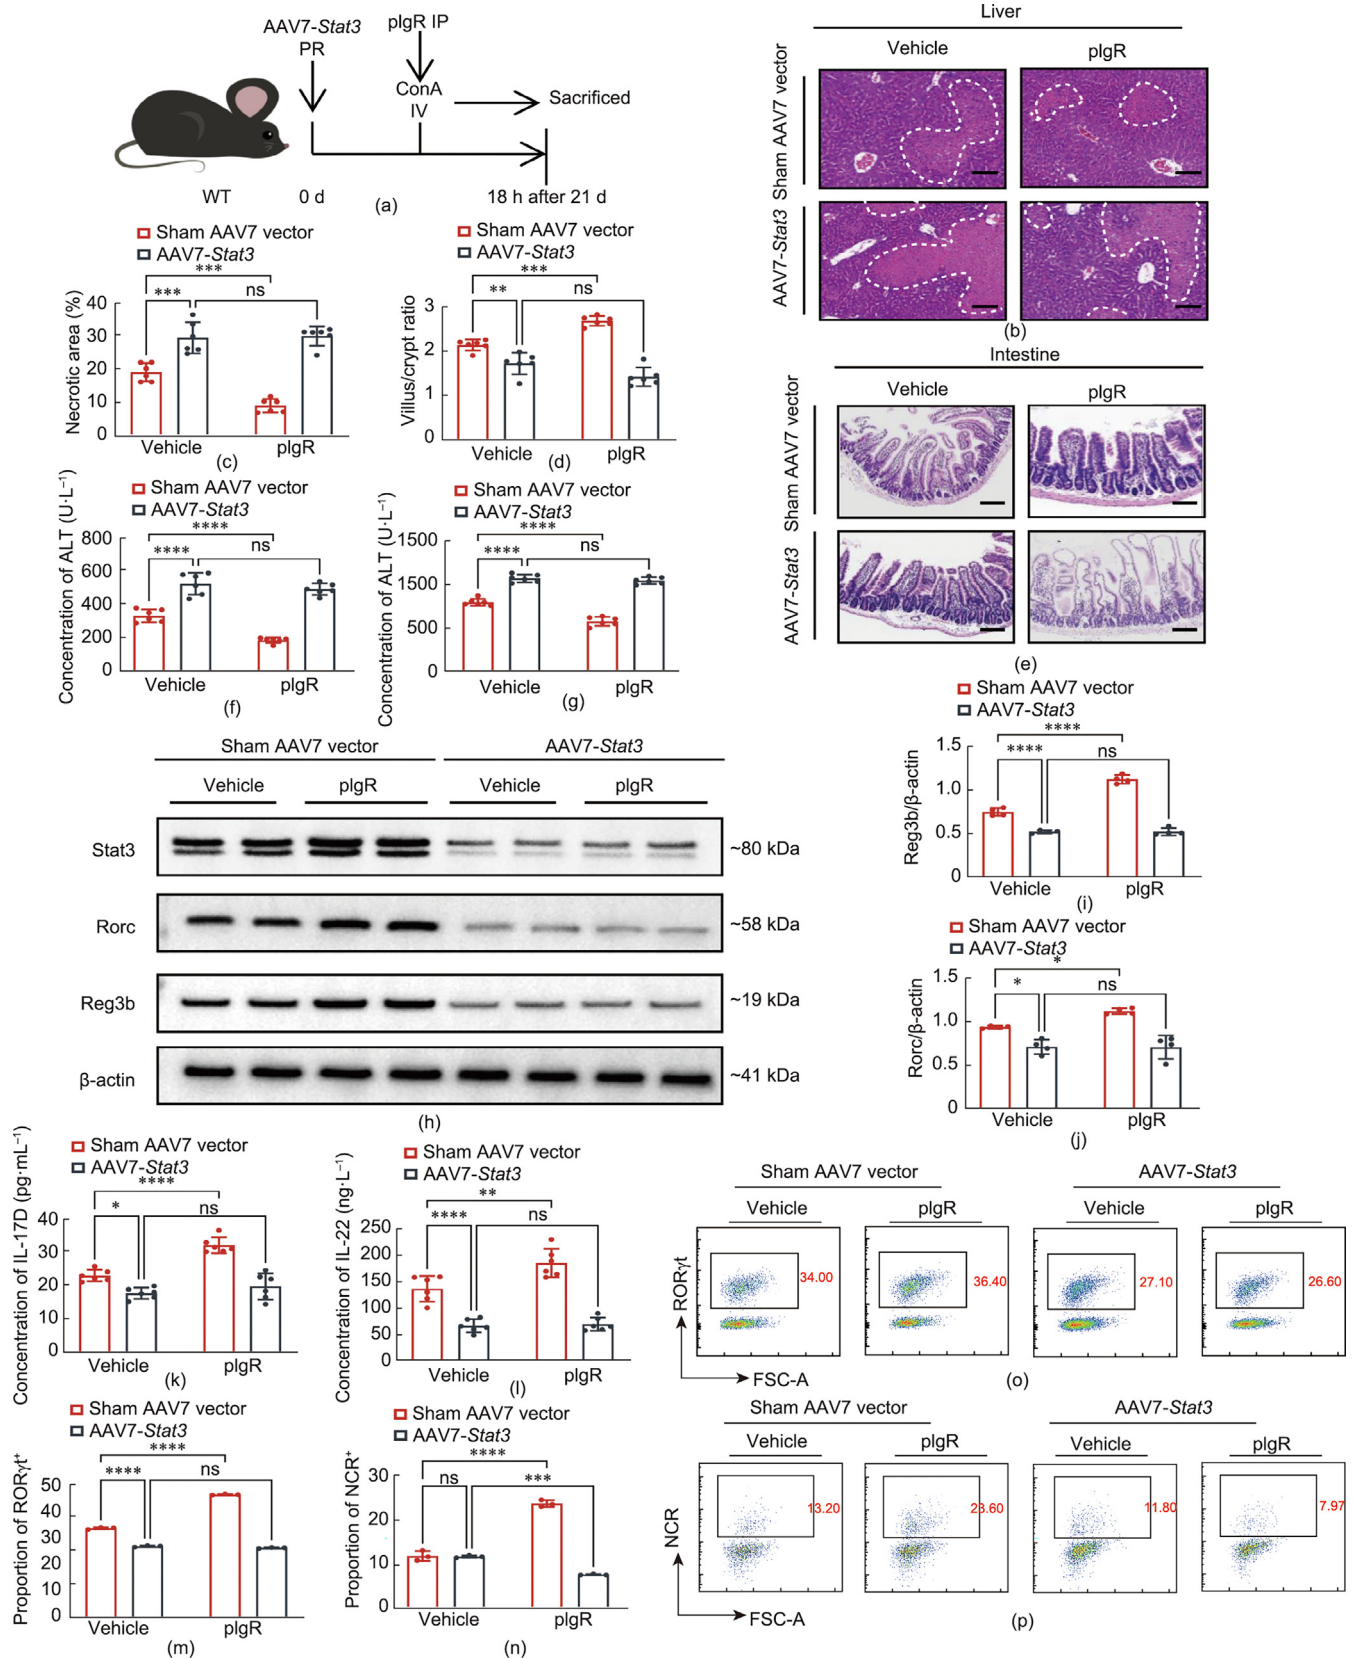 AAV7-Stat3
PR
pIgR IP
ConA
IV
Sacrificed
WT
0 d
18 h after 21 d
(a)
Liver
Vehicle
pIgR
Sham AAV7 vector
AAV7-Stat3
(b)
Sham AAV7 vector
AAV7-Stat3
***
***
ns
Necrotic area (%)
40
30
20
10
0
Vehicle
pIgR
(c)
Sham AAV7 vector
AAV7-Stat3
***
**
ns
Villus/crypt ratio
3
2
1
0
Vehicle
pIgR
(d)
Intestine
Vehicle
pIgR
Sham AAV7 vector
AAV7-Stat3
(e)
Sham AAV7 vector
AAV7-Stat3
****
****
ns
Concentration of ALT (U·L⁻¹)
800
600
400
200
0
Vehicle
pIgR
(f)
Sham AAV7 vector
AAV7-Stat3
****
****
ns
Concentration of ALT (U·L⁻¹)
1500
1500
500
0
Vehicle
pIgR
(g)
Sham AAV7 vector
AAV7-Stat3
Vehicle
pIgR
Vehicle
pIgR
Stat3
~80 kDa
Rorc
~58 kDa
Reg3b
~19 kDa
β-actin
~41 kDa
(h)
Sham AAV7 vector
AAV7-Stat3
****
****
ns
Reg3b/β-actin
1.5
1.0
0.5
0
Vehicle
pIgR
(i)
Sham AAV7 vector
AAV7-Stat3
*
*
ns
Rorc/β-actin
1.5
1.0
0.5
0
Vehicle
pIgR
(j)
Sham AAV7 vector
AAV7-Stat3
****
*
ns
Concentration of IL-17D (pg·mL⁻¹)
40
30
20
10
0
Vehicle
pIgR
(k)
Sham AAV7 vector
AAV7-Stat3
**
****
ns
Concentration of IL-22 (ng·L⁻¹)
250
200
150
100
50
0
Vehicle
pIgR
(l)
Sham AAV7 vector
AAV7-Stat3
Vehicle
pIgR
Vehicle
pIgR
34.00
36.40
27.10
26.60
RORγt
FSC-A
(o)
Sham AAV7 vector
AAV7-Stat3
****
****
ns
Proportion of RORγt⁺
50
40
30
20
10
0
Vehicle
pIgR
(m)
Sham AAV7 vector
AAV7-Stat3
****
ns
***
Proportion of NCR⁺
30
20
10
0
Vehicle
pIgR
(n)
Sham AAV7 vector
AAV7-Stat3
Vehicle
pIgR
Vehicle
pIgR
13.20
23.60
11.80
7.97
NCR
FSC-A
(p)